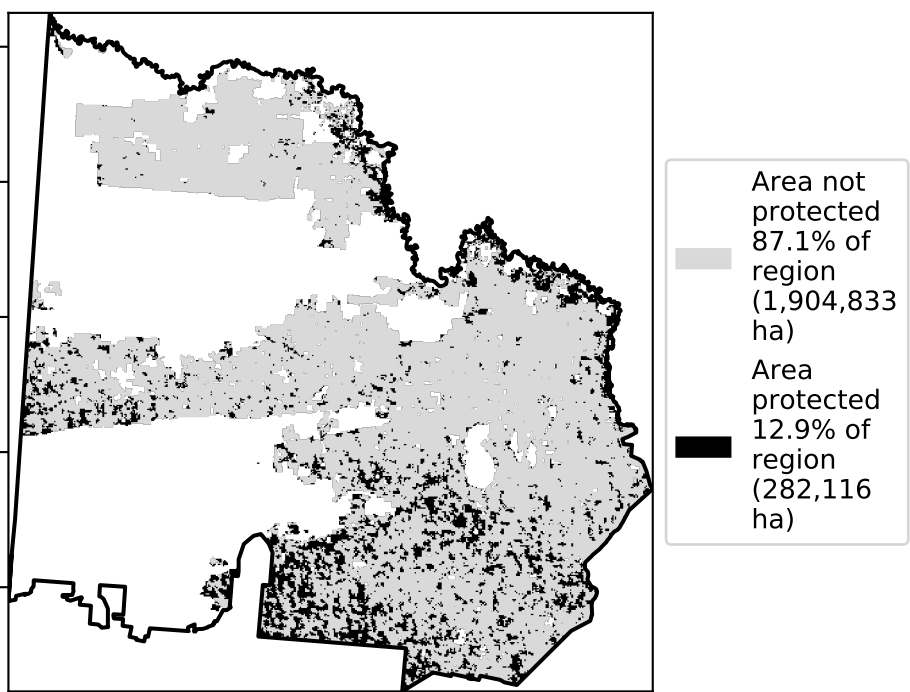 Area not
protected
87.1% of
region
(1,904,833
ha)
Area
protected
12.9% of
region
(282,116
ha)